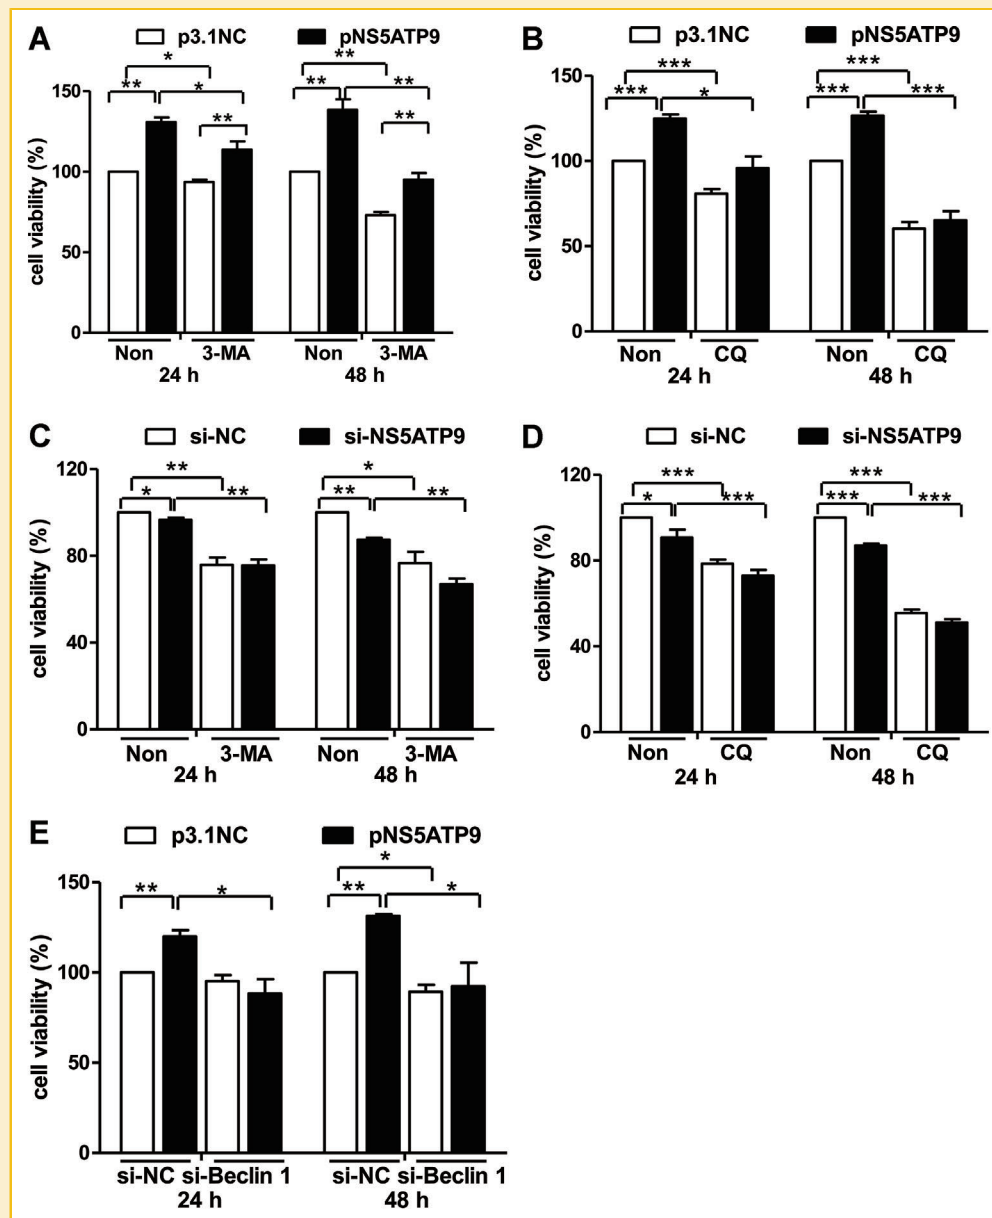 A
p3.1NC pNS5ATP9
** **
* ** * ** **
** **
150
100
50
0
cell viability (%)
Non 3-MA Non 3-MA
24 h 48 h
B
p3.1NC pNS5ATP9
*** ***
*** * *** ***
150
100
50
0
cell viability (%)
Non CQ Non CQ
24 h 48 h
C
si-NC si-NS5ATP9
** *
* ** ** **
120
80
40
0
cell viability (%)
Non 3-MA Non 3-MA
24 h 48 h
D
si-NC si-NS5ATP9
*** ***
* *** *** ***
120
80
40
0
cell viability (%)
Non CQ Non CQ
24 h 48 h
E
p3.1NC pNS5ATP9
*
** * ** *
150
100
50
0
cell viability (%)
si-NC si-Beclin 1 si-NC si-Beclin 1
24 h 48 h